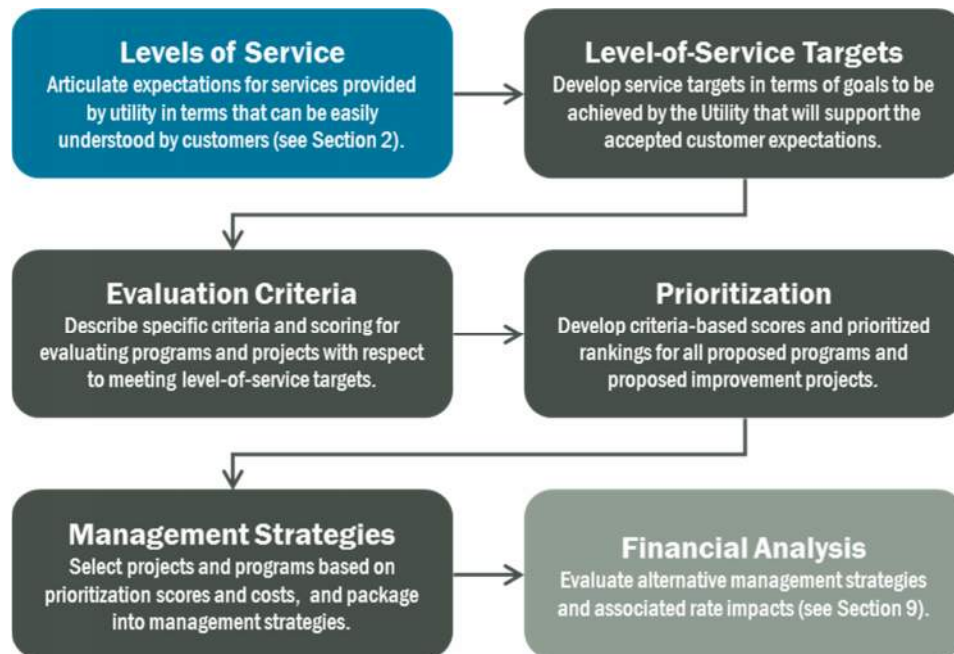 Levels of Service
Articulate expectations for services provided
by utility in terms that can be easily
understood by customers (see Section 2).
Level-of-Service Targets
Develop service targets in terms of goals to be
achieved by the Utility that will support the
accepted customer expectations.
Evaluation Criteria
Describe specific criteria and scoring for
evaluating programs and projects with respect
to meeting level-of-service targets.
Prioritization
Develop criteria-based scores and prioritized
rankings for all proposed programs and
proposed improvement projects.
Management Strategies
Select projects and programs based on
prioritization scores and costs, and package
into management strategies.
Financial Analysis
Evaluate alternative management strategies
and associated rate impacts (see Section 9).